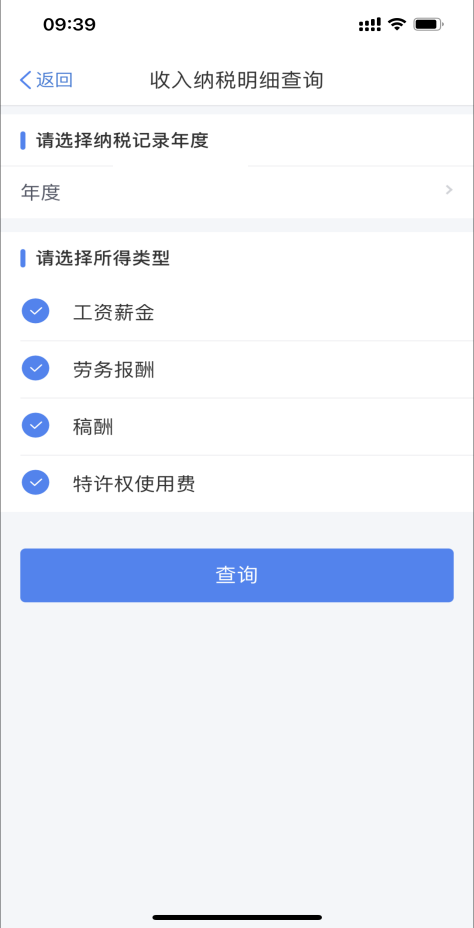 09:39
返回
收入纳税明细查询
请选择纳税记录年度
年度
请选择所得类型
工资薪金
劳务报酬
稿酬
特许权使用费
查询